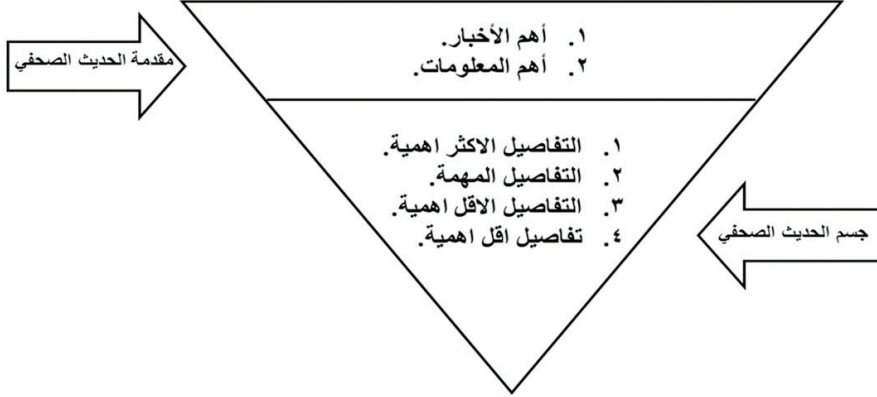 ١. أهم الأخبار.
٢. أهم المعلومات.
مقدمة الحديث الصحفي
١. التفاصيل الاكثر اهمية.
٢. التفاصيل المهمة.
٣. التفاصيل الاقل اهمية.
٤. تفاصيل اقل اهمية.
جسم الحديث الصحفي